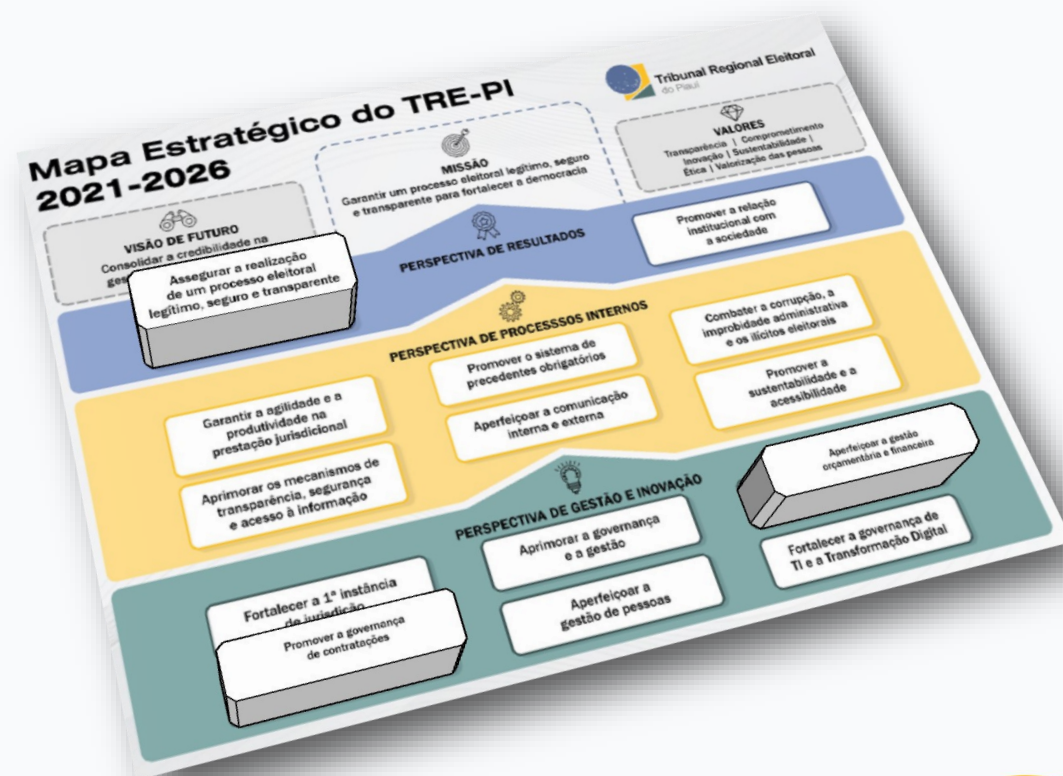 Mapa Estratégico do TRE-PI
2021-2026
Tribunal Regional Eleitoral
do Piauí
VISÃO DE FUTURO
Consolidar a credibilidade na
MISSÃO
Garantir um processo eleitoral legítimo, seguro
e transparente para fortalecer a democracia
VALORES
Transparência | Comprometimento
Inovação | Sustentabilidade |
Ética | Valorização das pessoas
PERSPECTIVA DE RESULTADOS
Assegurar a realização
de um processo eleitoral
legítimo, seguro e transparente
Promover a relação
institucional com
a sociedade
PERSPECTIVA DE PROCESSSOS INTERNOS
Garantir a agilidade e a
produtividade na
prestação jurisdicional
Promover o sistema de
precedentes obrigatórios
Combater a corrupção, a
improbidade administrativa
e os ilícitos eleitorais
Aprimorar os mecanismos de
transparência, segurança
e acesso à informação
Aperfeiçoar a comunicação
interna e externa
Promover a
sustentabilidade e a
acessibilidade
PERSPECTIVA DE GESTÃO E INOVAÇÃO
Fortalecer a 1ª instância
de jurisdição
Aprimorar a governança
e a gestão
Aperfeiçoar a gestão
orçamentária e financeira
Promover a governança
de contratações
Aperfeiçoar a
gestão de pessoas
Fortalecer a governança de
TI e a Transformação Digital